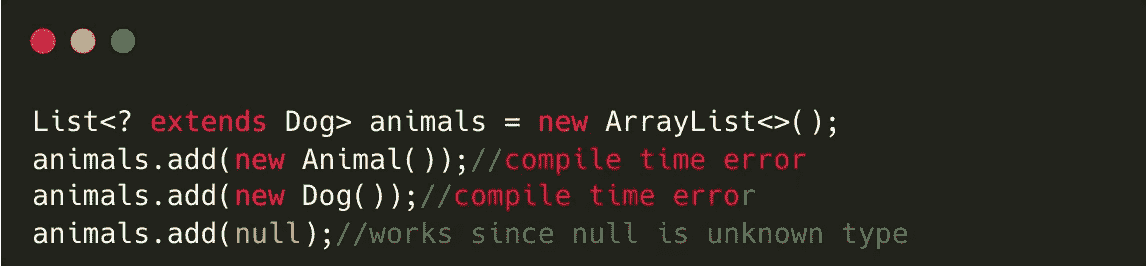 List<? extends Dog> animals = new ArrayList<>();
animals.add(new Animal());//compile time error
animals.add(new Dog());//compile time error
animals.add(null);//works since null is unknown type